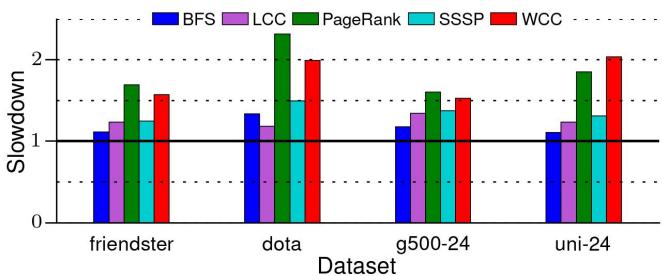 BFS LCC PageRank SSSP WCC
Slowdown
2
1
0
friendster dota g500-24 uni-24
Dataset